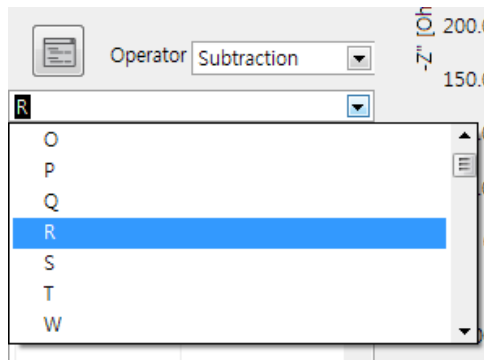 Operator Subtraction
R
O
P
Q
R
S
T
W
-Z" [Oh
200.0
150.0